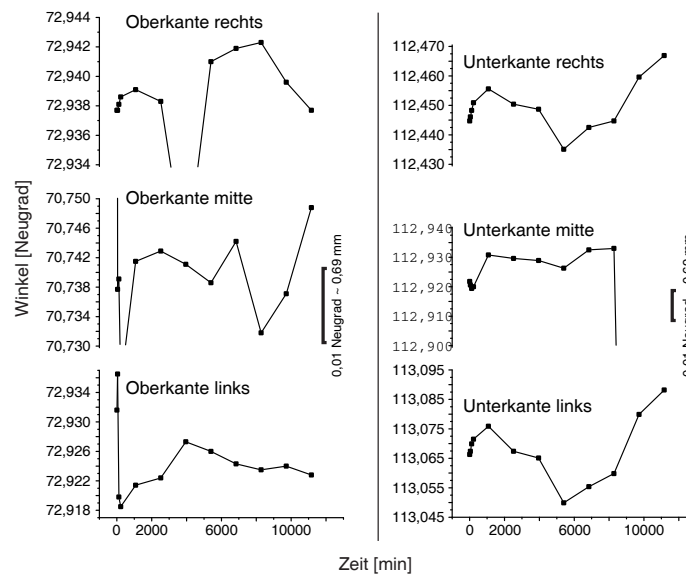 Oberkante rechts
72,944
72,942
72,940
72,938
72,936
72,934
Oberkante mitte
70,750
70,746
70,742
70,738
70,734
70,730
0,01 Neugrad ~ 0,69 mm
Oberkante links
72,934
72,930
72,926
72,922
72,918
0 2000 6000 10000
Winkel [Neugrad]
Unterkante rechts
112,470
112,460
112,450
112,440
112,430
Unterkante mitte
112,940
112,930
112,920
112,910
112,900
0,01 Neugrad
Unterkante links
113,095
113,085
113,075
113,065
113,055
113,045
0 2000 6000 10000
Zeit [min]